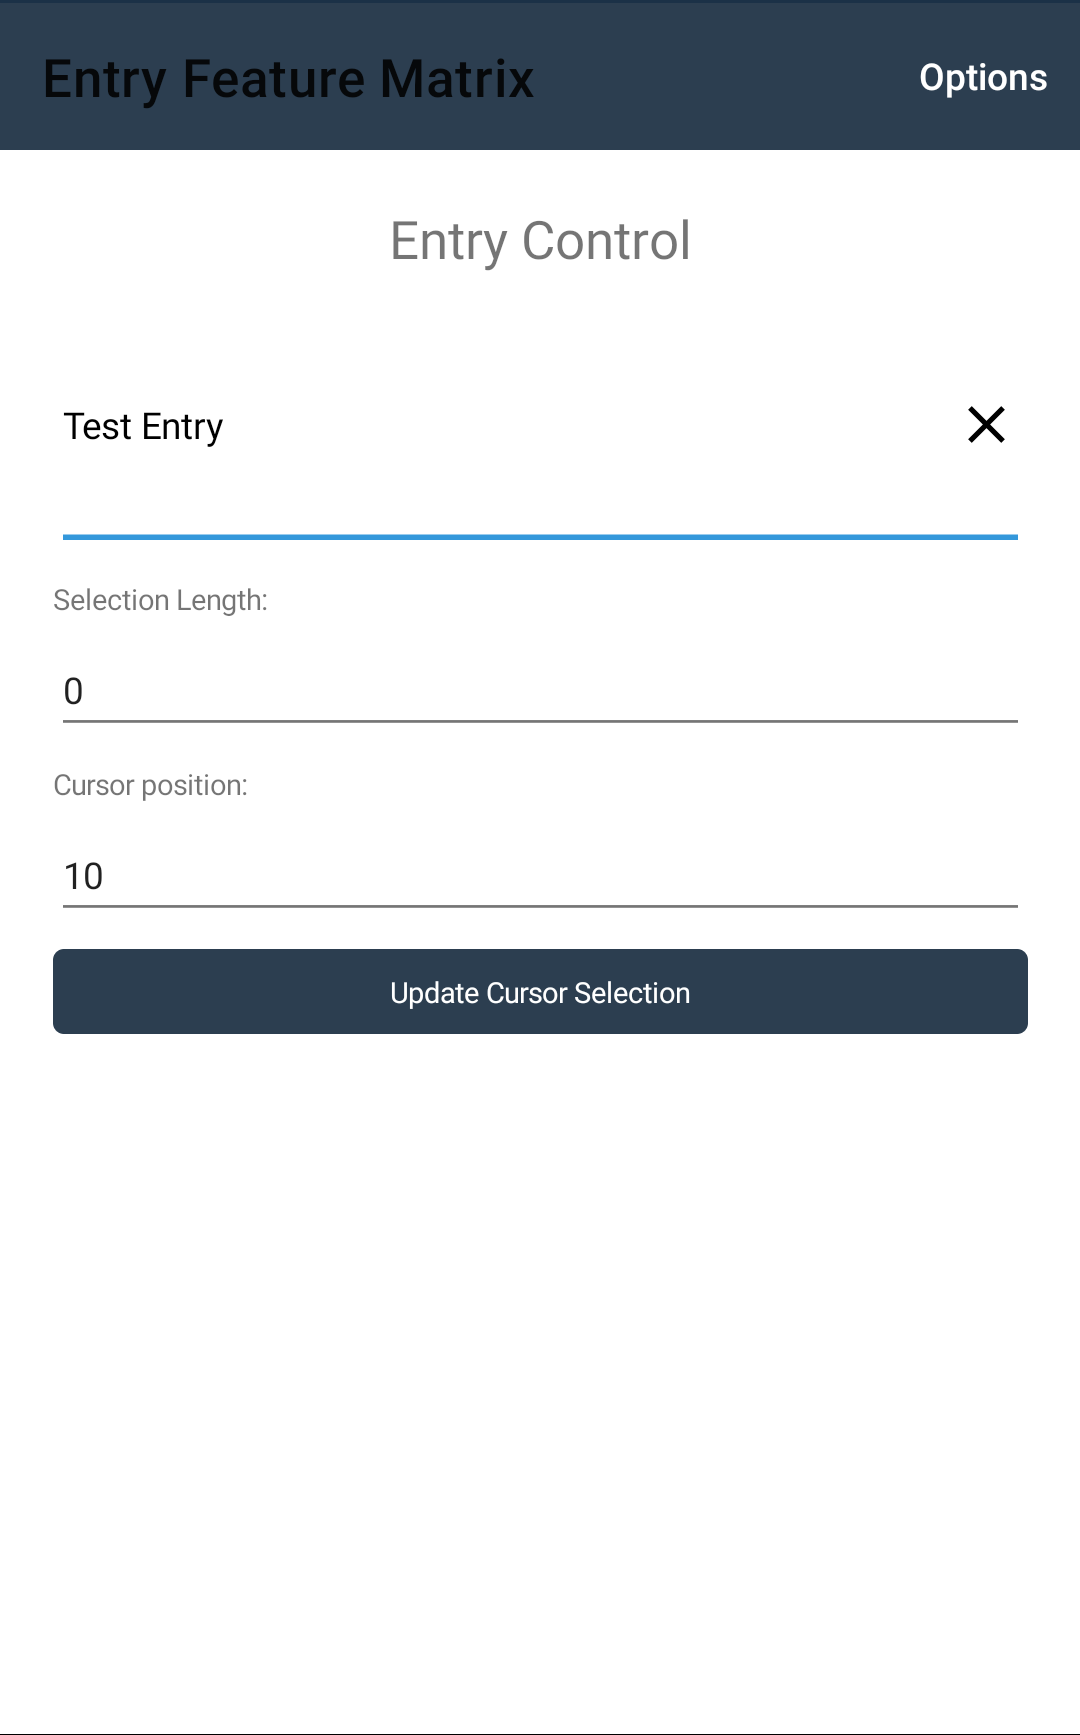 Entry Feature Matrix
Options
Entry Control
Test Entry
Selection Length:
0
Cursor position:
10
Update Cursor Selection